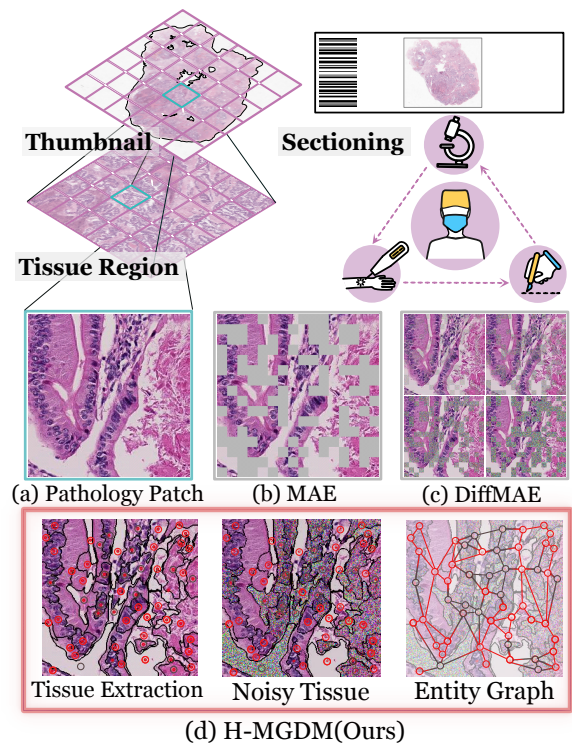 Thumbnail
Sectioning
Tissue Region
(a) Pathology Patch
(b) MAE
(c) DiffMAE
Tissue Extraction
Noisy Tissue
Entity Graph
(d) H-MGDM(Ours)